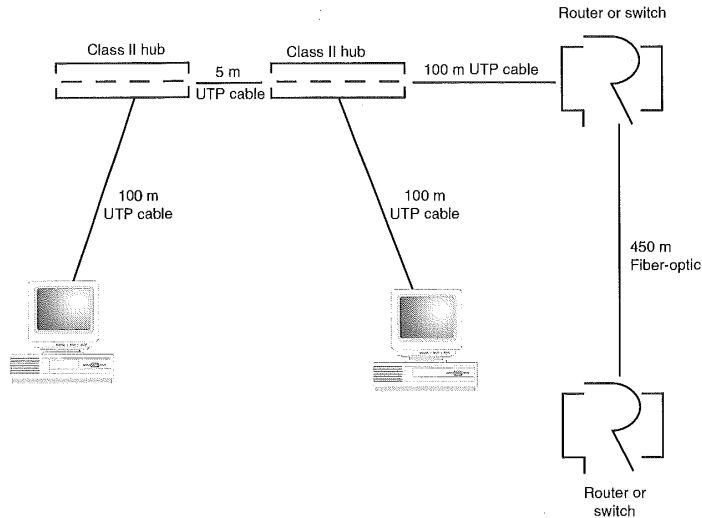 Router or switch
Class II hub
Class II hub
5 m
UTP cable
100 m UTP cable
100 m
UTP cable
100 m
UTP cable
450 m
Fiber-optic
Router or
switch